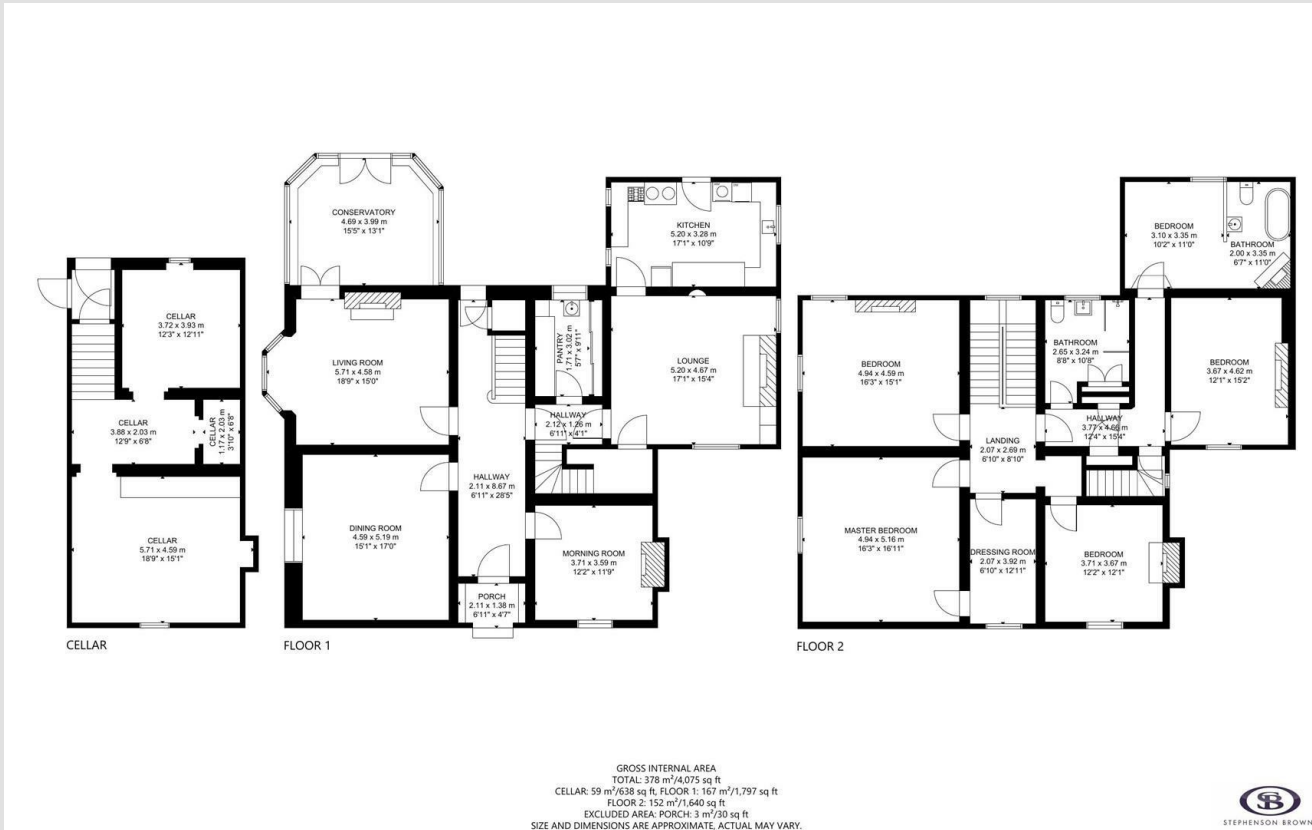 CONSERVATORY
4.69 x 3.99 m
15'5" x 13'1"
KITCHEN
5.20 x 3.28 m
17'1" x 10'9"
BEDROOM
3.10 x 3.35 m
10'2" x 11'0"
BATHROOM
2.00 x 3.35 m
6'7" x 11'0"
CELLAR
3.72 x 3.93 m
12'3" x 12'11"
CELLAR
3.88 x 2.03 m
12'9" x 6'8"
CELLAR
1.17 x 2.03 m
3'10" x 6'8"
CELLAR
5.71 x 4.59 m
18'9" x 15'1"
CELLAR
LIVING ROOM
5.71 x 4.58 m
18'9" x 15'0"
PANTRY
1.71 x 3.02 m
5'7" x 9'11"
LOUNGE
5.20 x 4.67 m
17'1" x 15'4"
HALLWAY
2.12 x 1.26 m
6'11" x 4'1"
HALLWAY
2.11 x 8.67 m
6'11" x 28'5"
DINING ROOM
4.59 x 5.19 m
15'1" x 17'0"
MORNING ROOM
3.71 x 3.59 m
12'2" x 11'9"
PORCH
2.11 x 1.38 m
6'11" x 4'7"
FLOOR 1
BEDROOM
4.94 x 4.59 m
16'3" x 15'1"
BATHROOM
2.65 x 3.24 m
8'8" x 10'8"
BEDROOM
3.67 x 4.62 m
12'1" x 15'2"
HALLWAY
3.77 x 4.66 m
12'4" x 15'4"
LANDING
2.07 x 2.69 m
6'10" x 8'10"
MASTER BEDROOM
4.94 x 5.16 m
16'3" x 16'11"
DRESSING ROOM
2.07 x 3.92 m
6'10" x 12'11"
BEDROOM
3.71 x 3.67 m
12'2" x 12'1"
FLOOR 2
GROSS INTERNAL AREA
TOTAL: 378 m²/4,075 sq ft
CELLAR: 59 m²/638 sq ft, FLOOR 1: 167 m²/1,797 sq ft
FLOOR 2: 152 m²/1,640 sq ft
EXCLUDED AREA: PORCH: 3 m²/30 sq ft
SIZE AND DIMENSIONS ARE APPROXIMATE, ACTUAL MAY VARY.
SB
STEPHENSON BROWN